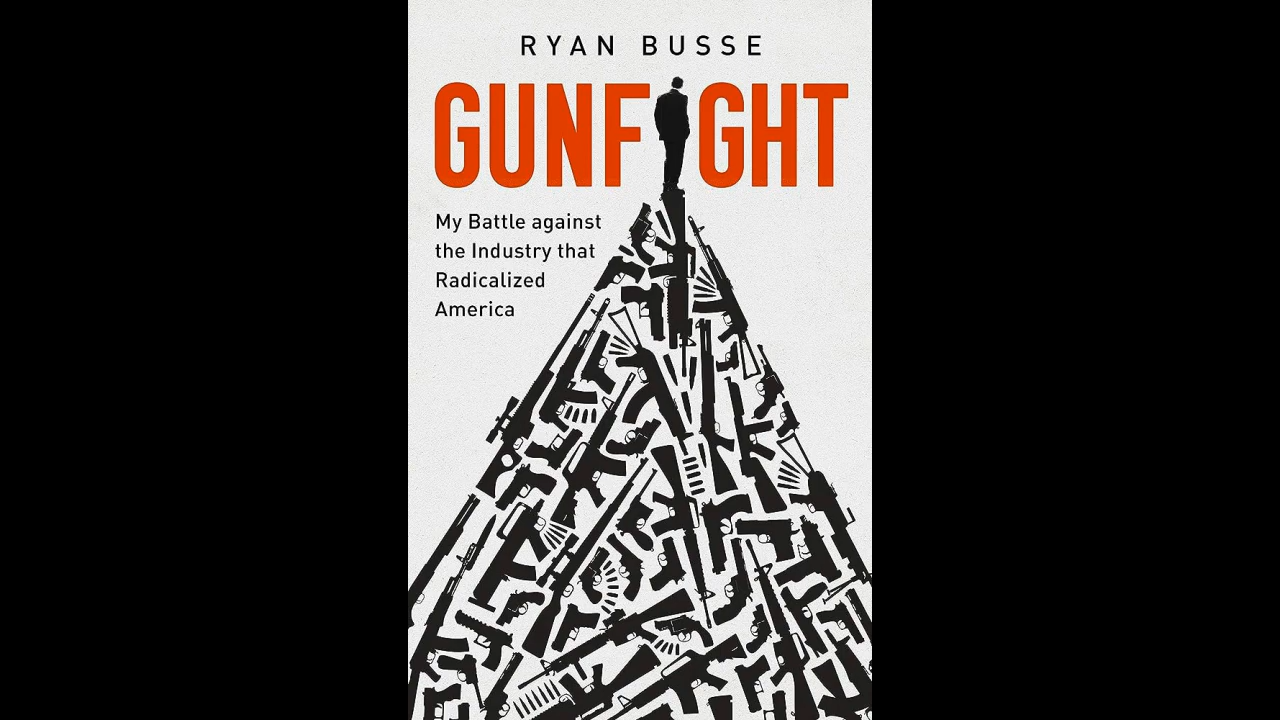 RYAN BUSSE
GUNFIGHT
My Battle against
the Industry that
Radicalized
America